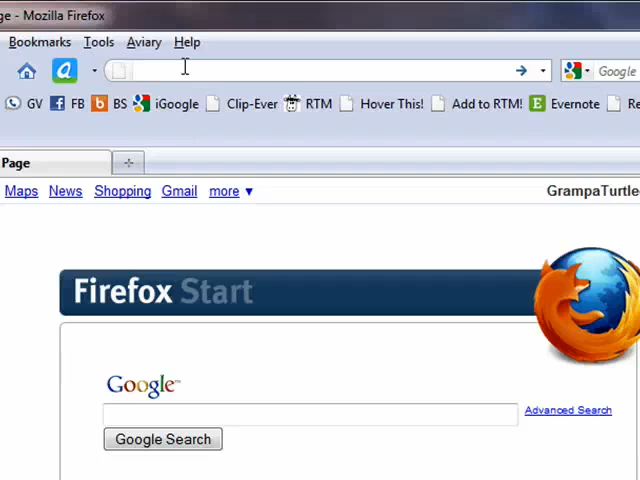 ge - Mozilla Firefox
Bookmarks Tools Aviary Help
a Google
GV f FB b BS iGoogle Clip-Ever RTM Hover This! Add to RTM! E Evernote Re
Page
Maps News Shopping Gmail more ▼ GrampaTurtle
Firefox Start
Google™
Advanced Search
Google Search